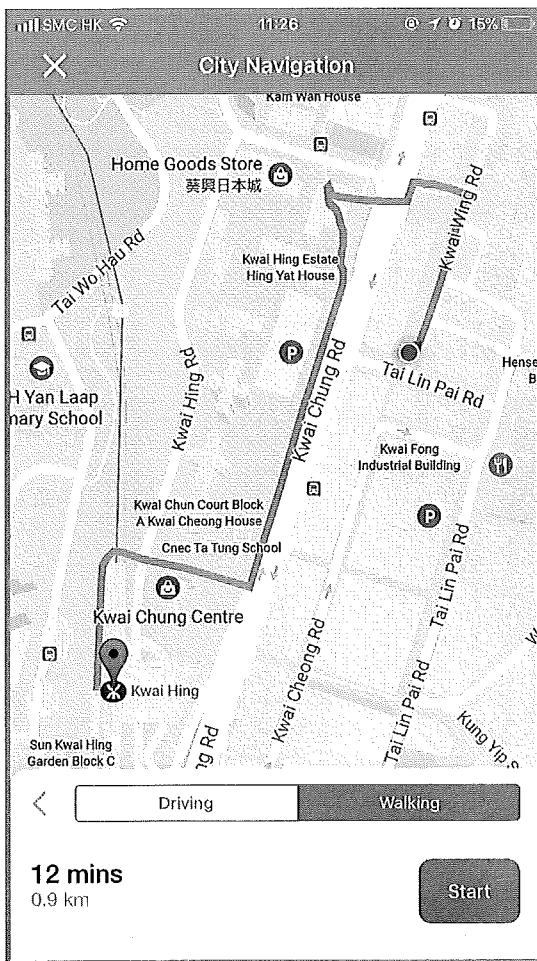 SMC HK 11:26 15%
City Navigation
Kam Wan House
Home Goods Store
葵興日本城
Kwai Wing Rd
Kwai Hing Estate
Hing Yat House
Tai Wo Hau Rd
P
Tai Lin Pai Rd
Hense
B
H Yan Laap
mary School
Kwai Hing Rd
Kwai Chung Rd
Kwai Fong
Industrial Building
Kwai Chun Court Block
A Kwai Cheong House
P
Cnec Ta Tung School
Kwai Chung Centre
Tai Lin Pai Rd
Kwai Hing
Kwai Cheong Rd
Tai Lin Pai Rd
Kung Yip S
Sun Kwai Hing
Garden Block C
ng Rd
Driving
Walking
12 mins
0.9 km
Start